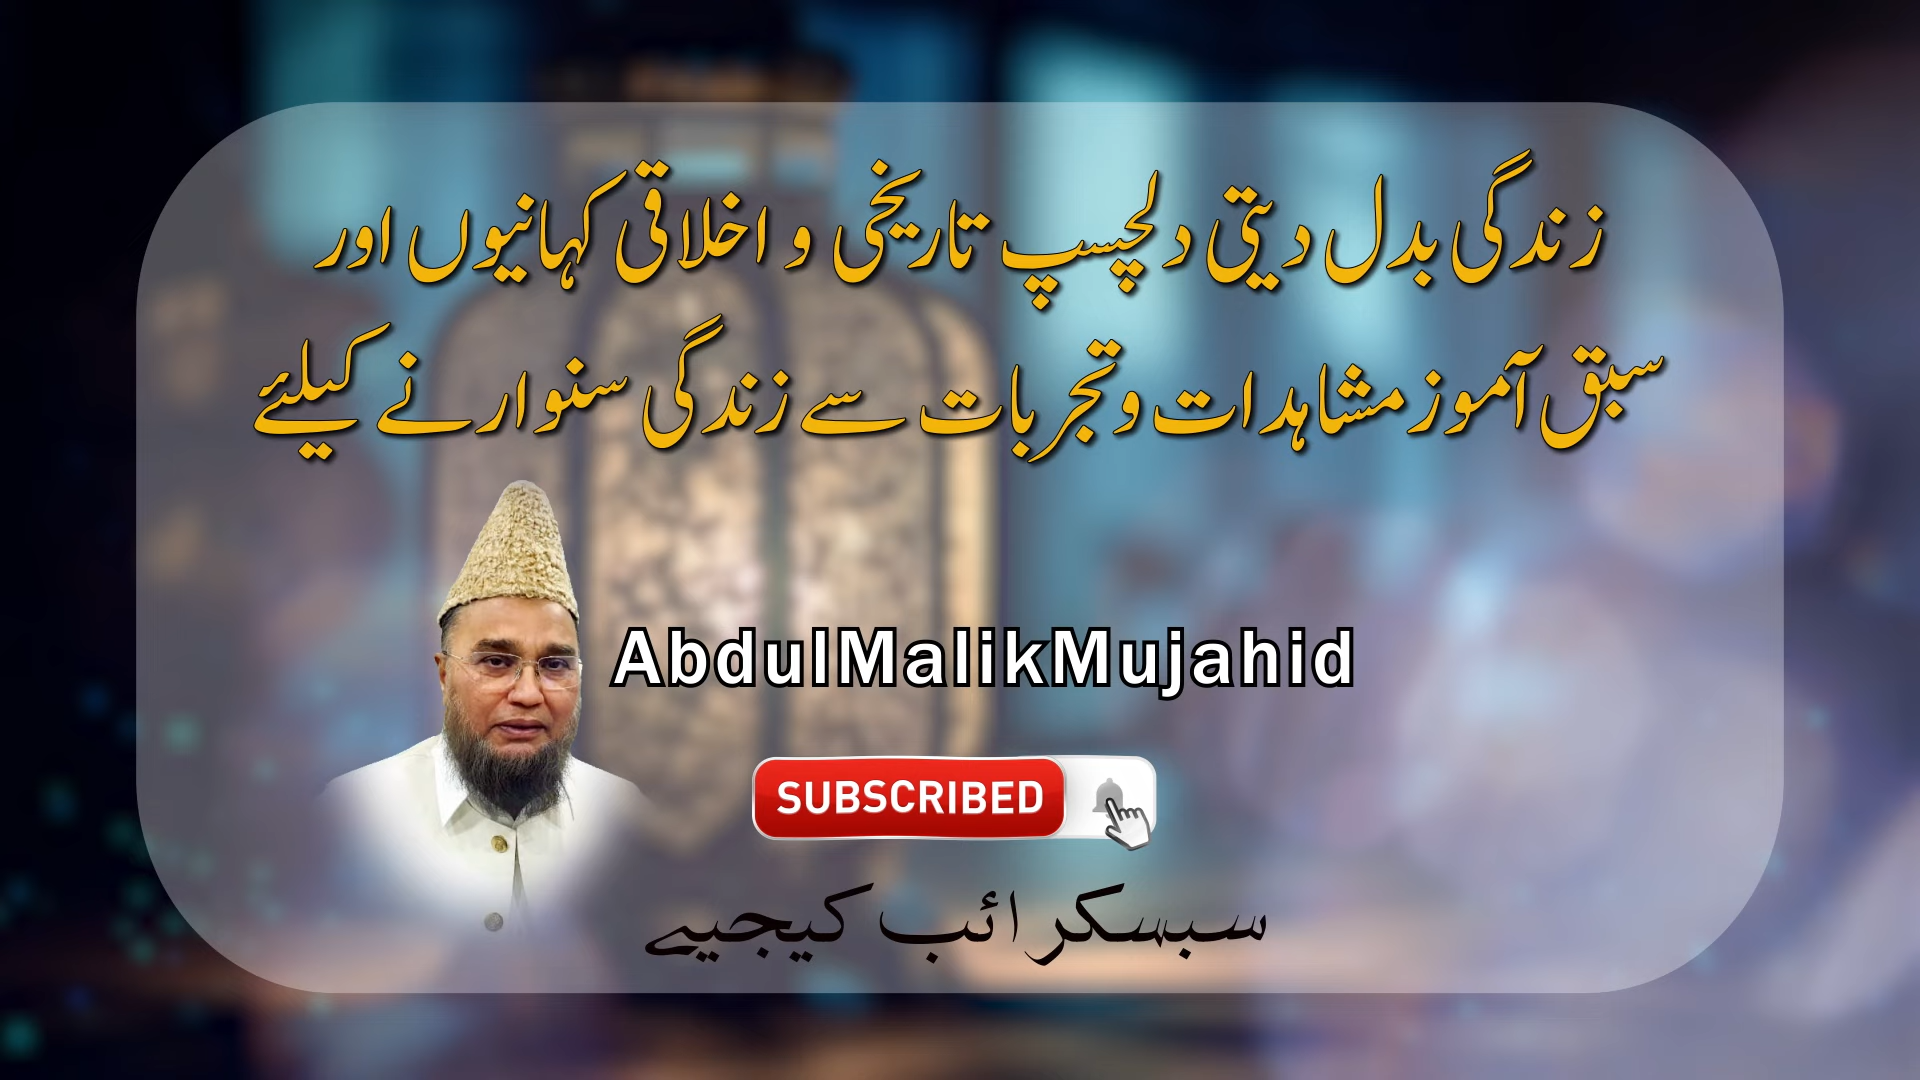 زندگی بدل دیتی دلچسپ تاریخی و اخلاقی کہانیوں اور
سبق آموز مشاہدات و تجربات سے زندگی سنوارنے کیلئے
AbdulMalikMujahid
SUBSCRIBED
سبسکرائب کیجیے